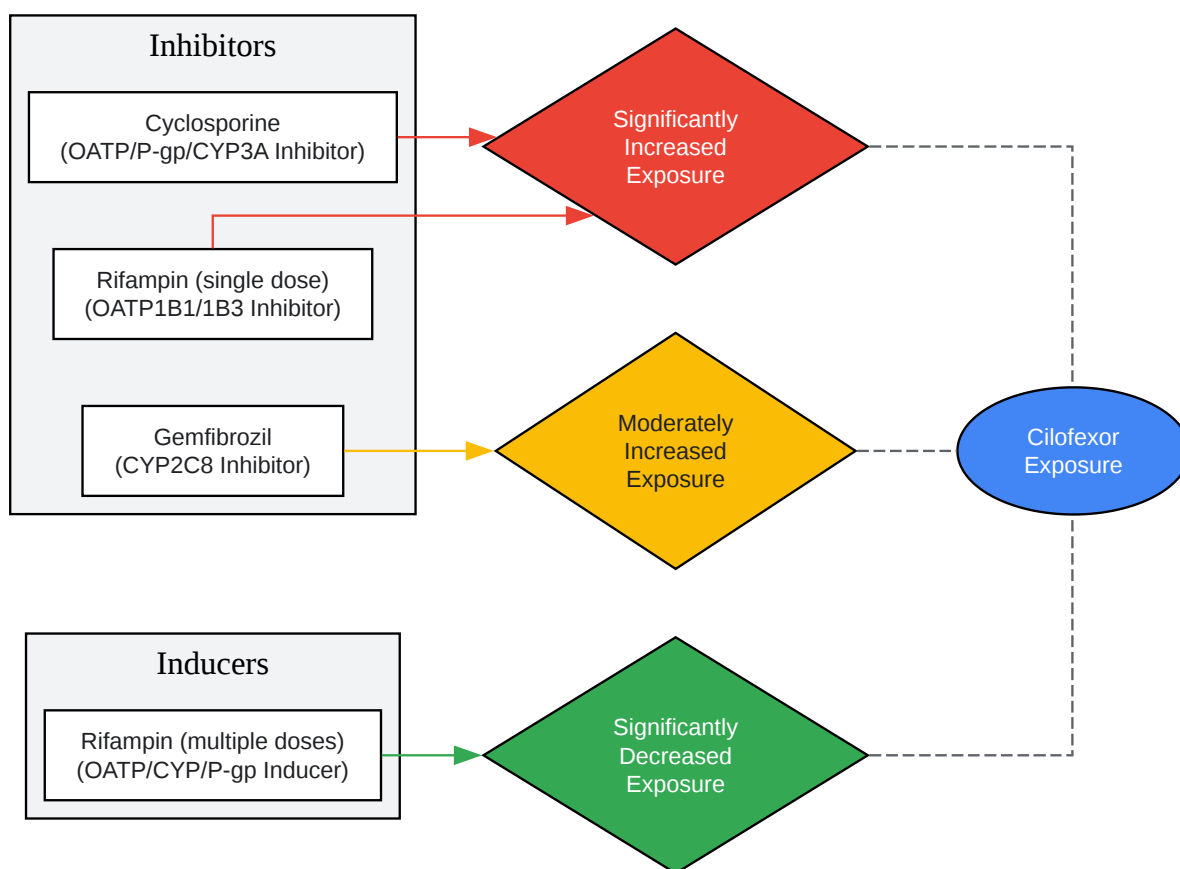 Inhibitors
Cyclosporine
(OATP/P-gp/CYP3A Inhibitor)
Rifampin (single dose)
(OATP1B1/1B3 Inhibitor)
Gemfibrozil
(CYP2C8 Inhibitor)
Significantly
Increased
Exposure
Moderately
Increased
Exposure
Cilofexor
Exposure
Inducers
Rifampin (multiple doses)
(OATP/CYP/P-gp Inducer)
Significantly
Decreased
Exposure